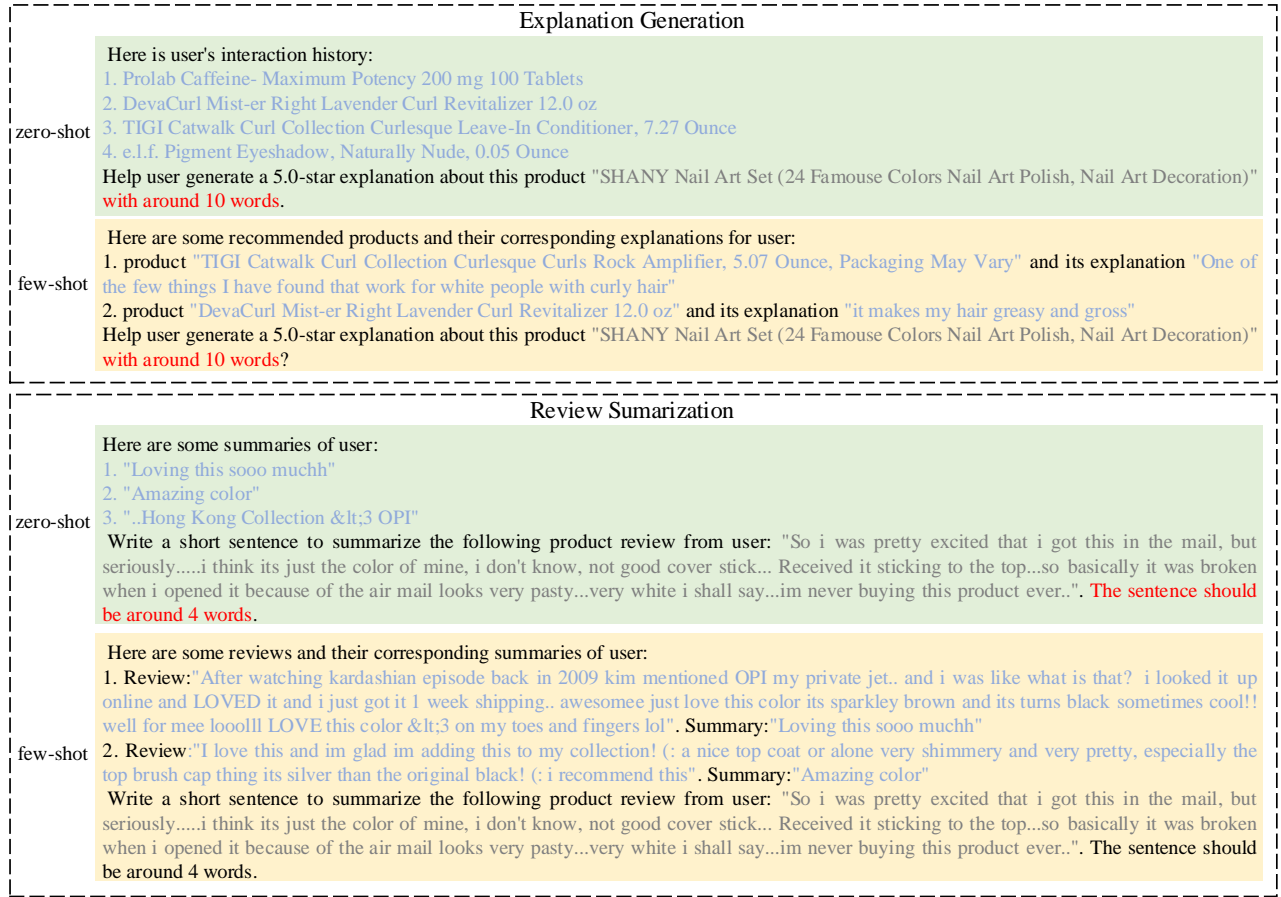 Explanation Generation
zero-shot
Here is user's interaction history:
1. Prolab Caffeine- Maximum Potency 200 mg 100 Tablets
2. DevaCurl Mist-er Right Lavender Curl Revitalizer 12.0 oz
3. TIGI Catwalk Curl Collection Curlesque Leave-In Conditioner, 7.27 Ounce
4. e.l.f. Pigment Eyeshadow, Naturally Nude, 0.05 Ounce
Help user generate a 5.0-star explanation about this product "SHANY Nail Art Set (24 Famouse Colors Nail Art Polish, Nail Art Decoration)"
with around 10 words.
few-shot
Here are some recommended products and their corresponding explanations for user:
1. product "TIGI Catwalk Curl Collection Curlesque Curls Rock Amplifier, 5.07 Ounce, Packaging May Vary" and its explanation "One of
the few things I have found that work for white people with curly hair"
2. product "DevaCurl Mist-er Right Lavender Curl Revitalizer 12.0 oz" and its explanation "it makes my hair greasy and gross"
Help user generate a 5.0-star explanation about this product "SHANY Nail Art Set (24 Famouse Colors Nail Art Polish, Nail Art Decoration)"
with around 10 words?
Review Sumarization
zero-shot
Here are some summaries of user:
1. "Loving this sooo muchh"
2. "Amazing color"
3. "..Hong Kong Collection &lt;3 OPI"
Write a short sentence to summarize the following product review from user: "So i was pretty excited that i got this in the mail, but
seriously.....i think its just the color of mine, i don't know, not good cover stick... Received it sticking to the top...so basically it was broken
when i opened it because of the air mail looks very pasty...very white i shall say...im never buying this product ever..". The sentence should
be around 4 words.
few-shot
Here are some reviews and their corresponding summaries of user:
1. Review:"After watching kardashian episode back in 2009 kim mentioned OPI my private jet.. and i was like what is that? i looked it up
online and LOVED it and i just got it 1 week shipping.. awesomee just love this color its sparkley brown and its turns black sometimes cool!!
well for mee looolll LOVE this color &lt;3 on my toes and fingers lol". Summary:"Loving this sooo muchh"
2. Review:"I love this and im glad im adding this to my collection! (: a nice top coat or alone very shimmery and very pretty, especially the
top brush cap thing its silver than the original black! (: i recommend this". Summary:"Amazing color"
Write a short sentence to summarize the following product review from user: "So i was pretty excited that i got this in the mail, but
seriously.....i think its just the color of mine, i don't know, not good cover stick... Received it sticking to the top...so basically it was broken
when i opened it because of the air mail looks very pasty...very white i shall say...im never buying this product ever..". The sentence should
be around 4 words.